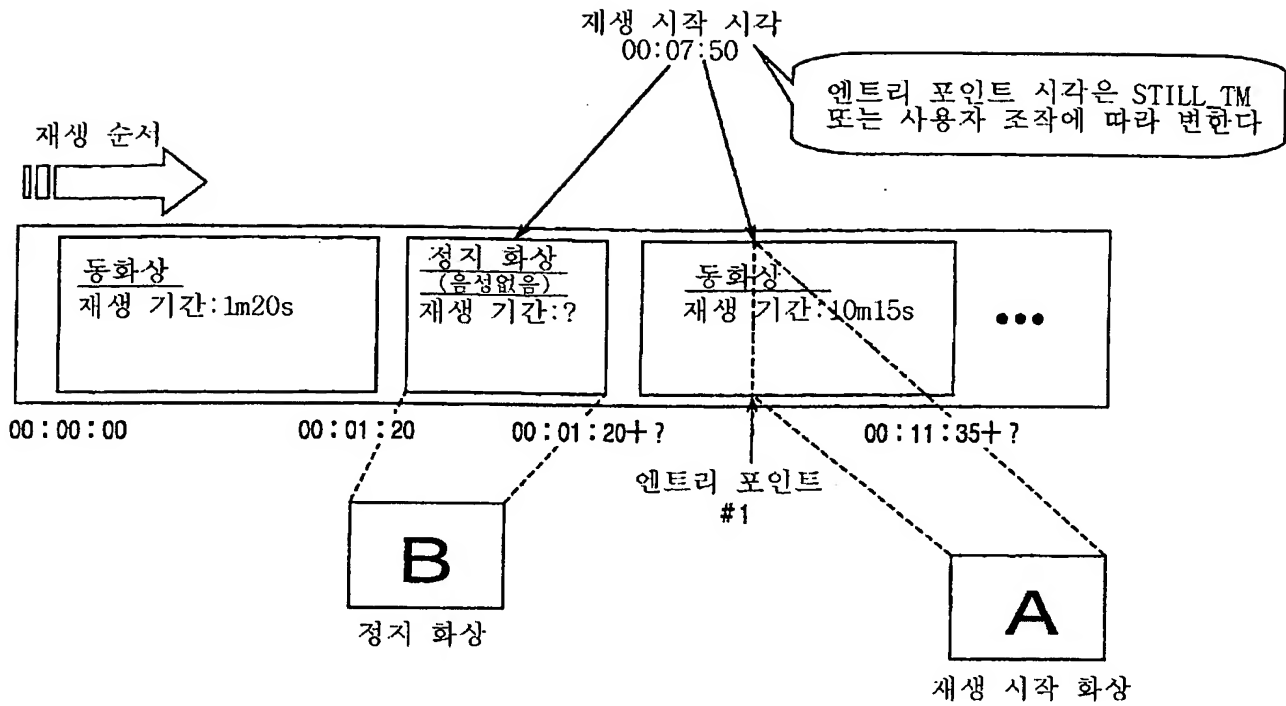 재생 시작 시각
00:07:50
엔트리 포인트 시각은 STILL_TM
또는 사용자 조작에 따라 변한다
재생 순서
동화상
재생 기간:1m20s
정지 화상
(음성없음)
재생 기간:?
동화상
재생 기간:10m15s
•••
00:00:00
00:01:20
00:01:20+?
00:11:35+?
엔트리 포인트
#1
B
정지 화상
A
재생 시작 화상